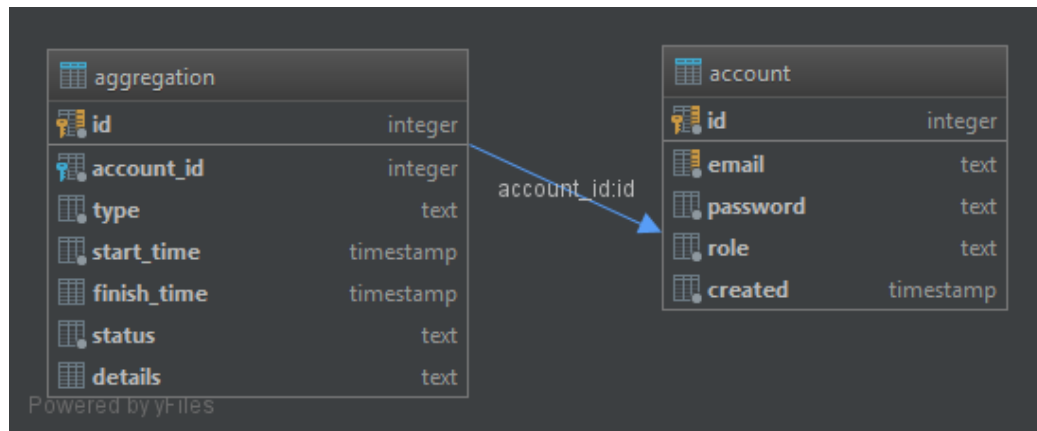 aggregation
id integer
account_id integer
type text
start_time timestamp
finish_time timestamp
status text
details text
account_id:id
account
id integer
email text
password text
role text
created timestamp
Powered by yFiles